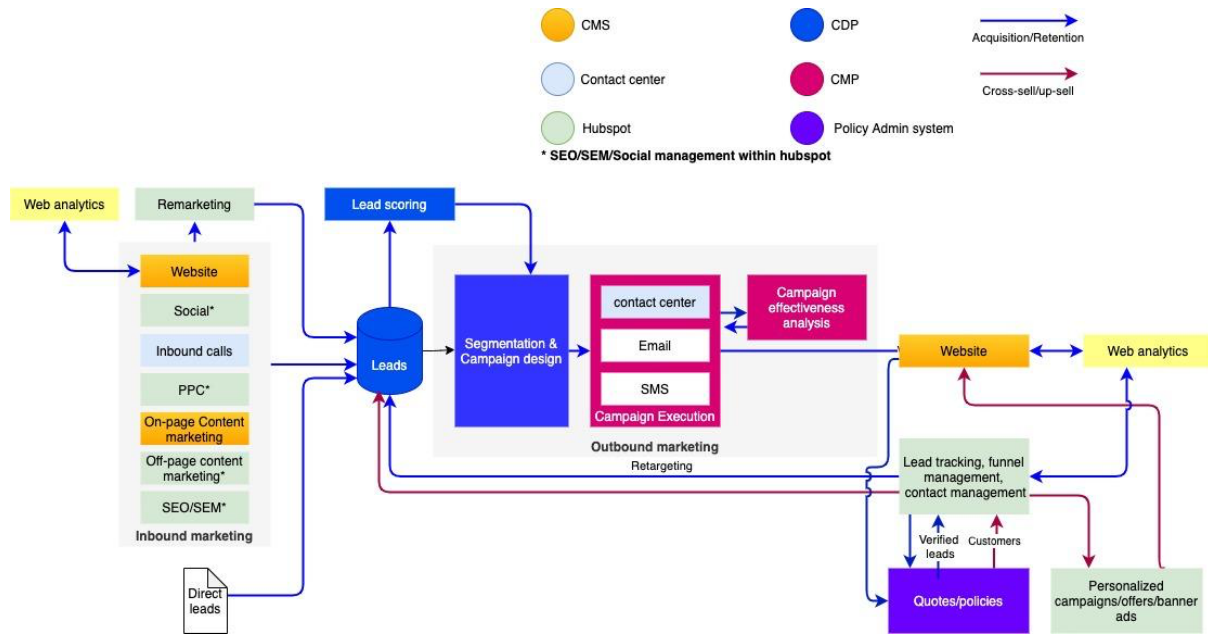 CMS
CDP
Acquisition/Retention
Contact center
CMP
Cross-sell/up-sell
Hubspot
Policy Admin system
* SEO/SEM/Social management within hubspot
Web analytics
Remarketing
Lead scoring
Website
Social*
Inbound calls
PPC*
On-page Content
marketing
Off-page content
marketing*
SEO/SEM*
Inbound marketing
Direct
leads
Leads
Segmentation &
Campaign design
contact center
Email
SMS
Campaign Execution
Campaign
effectiveness
analysis
Outbound marketing
Retargeting
Website
Web analytics
Lead tracking, funnel
management,
contact management
Verified
leads
Customers
Quotes/policies
Personalized
campaigns/offers/banner
ads